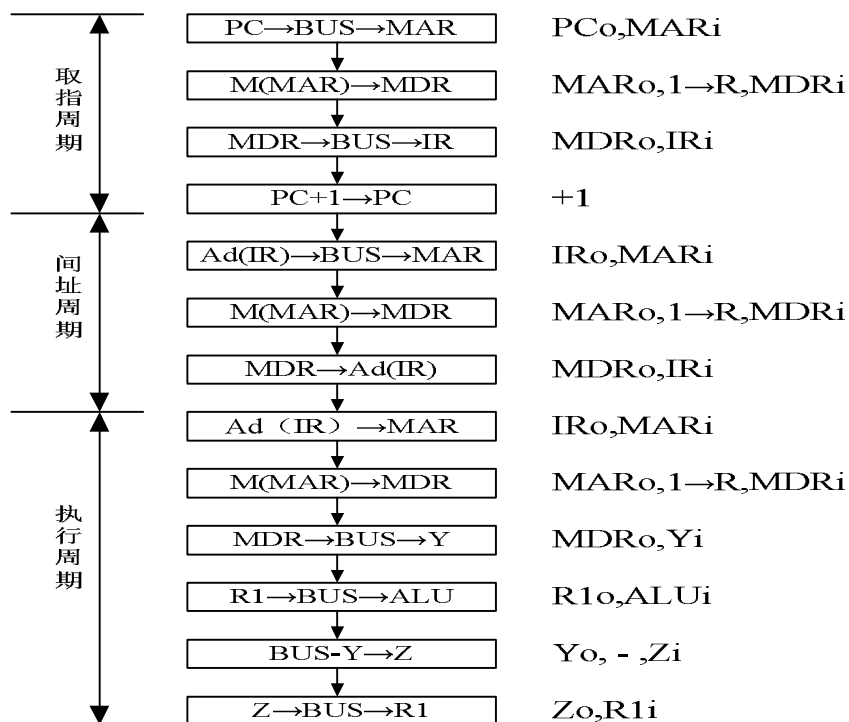 取指周期
PC→BUS→MAR PCo,MARi
M(MAR)→MDR MARo,1→R,MDRi
MDR→BUS→IR MDRo,IRi
PC+1→PC +1
间址周期
Ad(IR)→BUS→MAR IRo,MARi
M(MAR)→MDR MARo,1→R,MDRi
MDR→Ad(IR) MDRo,IRi
执行周期
Ad（IR）→MAR IRo,MARi
M(MAR)→MDR MARo,1→R,MDRi
MDR→BUS→Y MDRo,Yi
R1→BUS→ALU R1o,ALUi
BUS-Y→Z Yo, - ,Zi
Z→BUS→R1 Zo,R1i